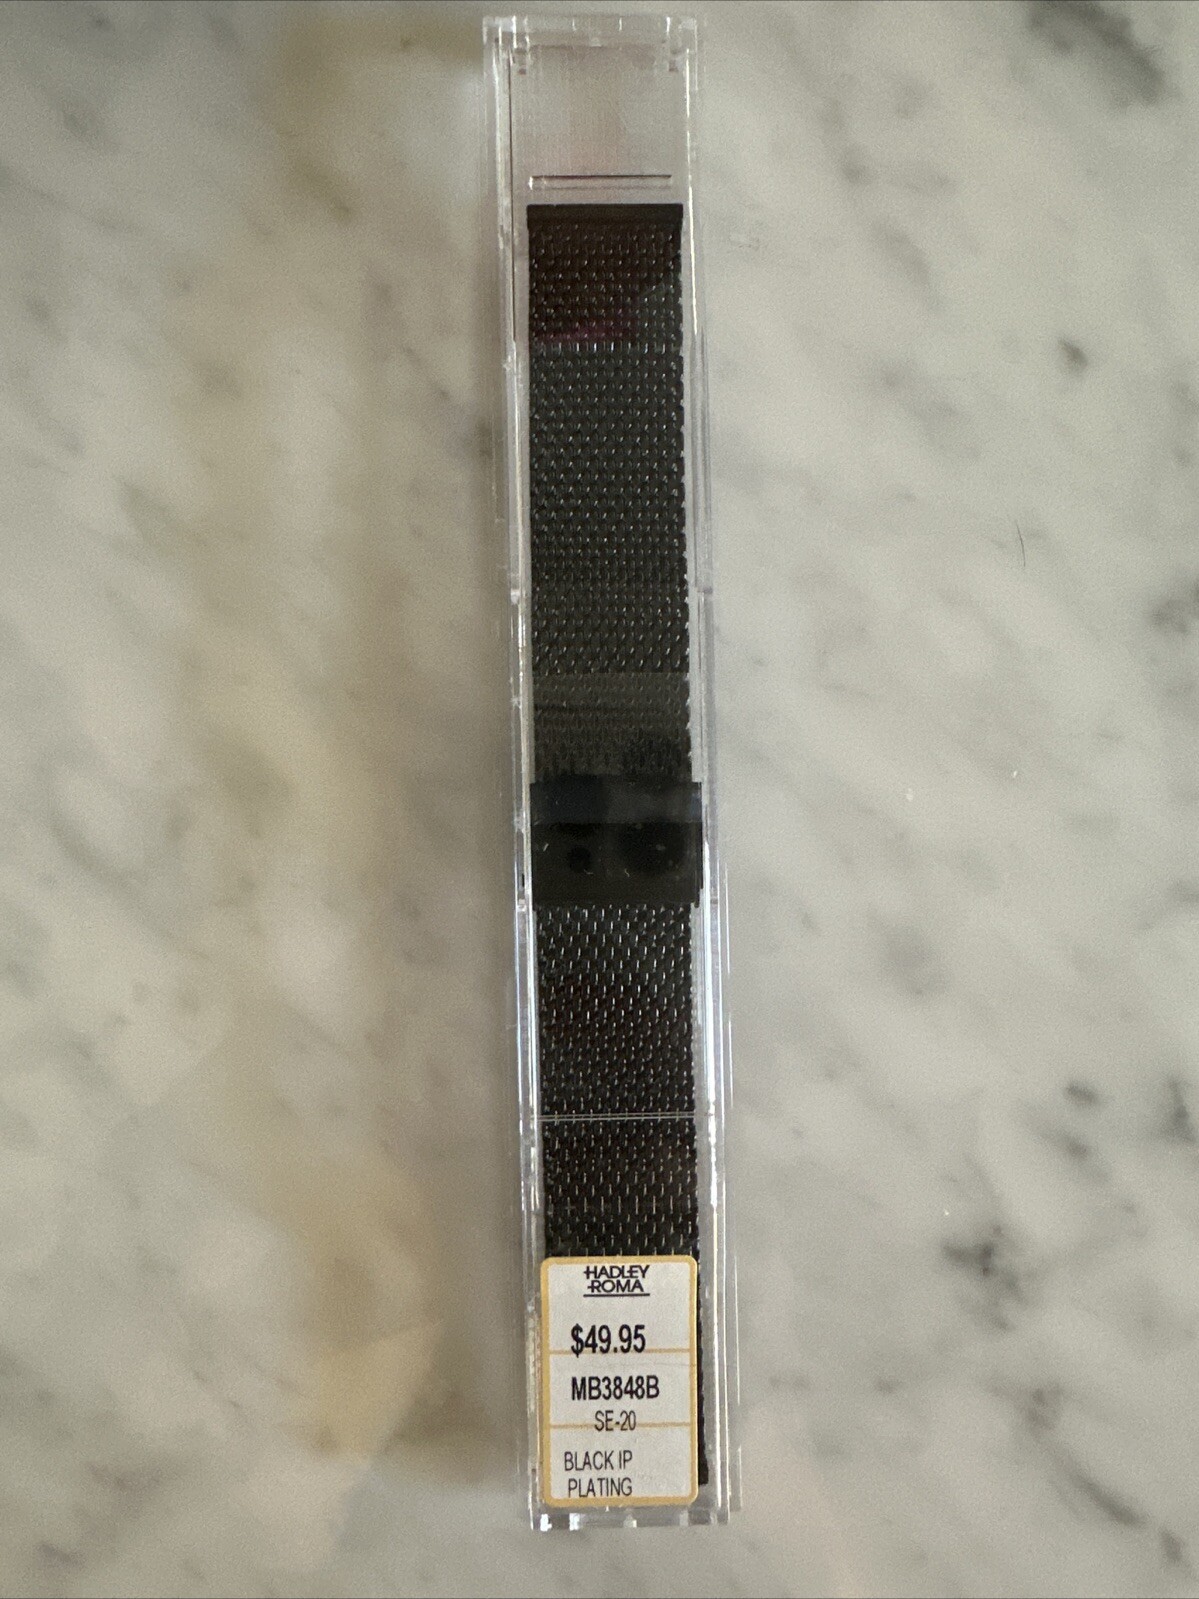 HADLEY
ROMA
$49.95
MB3848B
SE-20
BLACK IP
PLATING